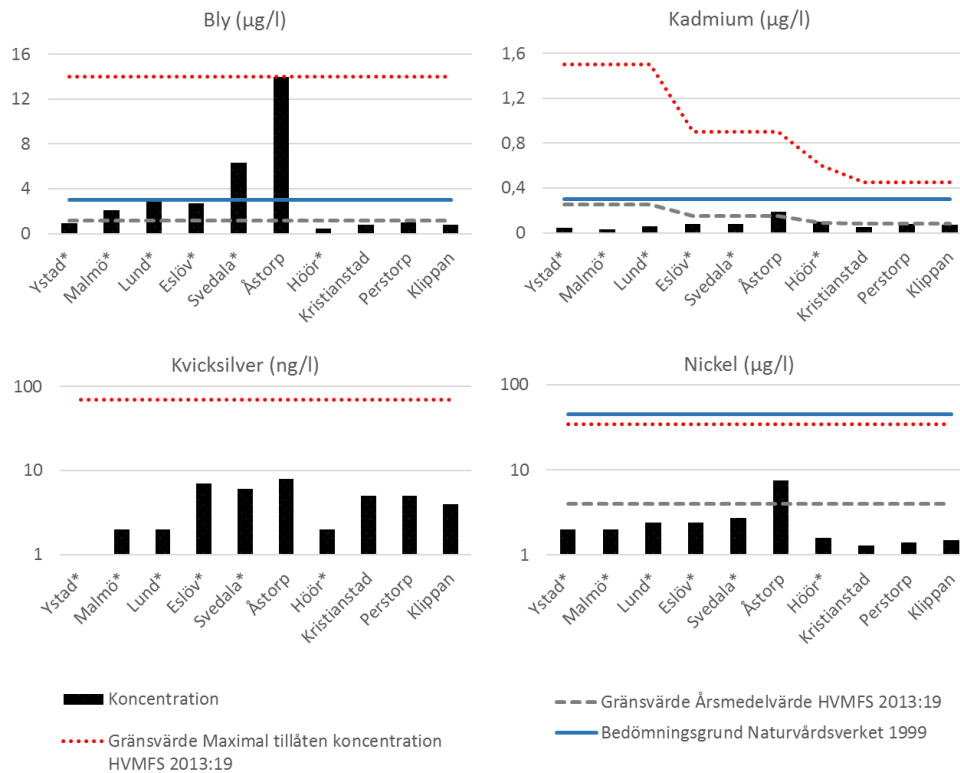 Bly (µg/l)
16
12
8
4
0
Ystad*
Malmö*
Lund*
Eslöv*
Svedala*
Åstorp
Höör*
Kristianstad
Perstorp
Klippan
Kadmium (µg/l)
1,6
1,2
0,8
0,4
0
Ystad*
Malmö*
Lund*
Eslöv*
Svedala*
Åstorp
Höör*
Kristianstad
Perstorp
Klippan
Kvicksilver (ng/l)
100
10
1
Ystad*
Malmö*
Lund*
Eslöv*
Svedala*
Åstorp
Höör*
Kristianstad
Perstorp
Klippan
Nickel (µg/l)
100
10
1
Ystad*
Malmö*
Lund*
Eslöv*
Svedala*
Åstorp
Höör*
Kristianstad
Perstorp
Klippan
Koncentration
Gränsvärde Maximal tillåten koncentration
HVMFS 2013:19
Gränsvärde Årsmedelvärde HVMFS 2013:19
Bedömningsgrund Naturvårdsverket 1999